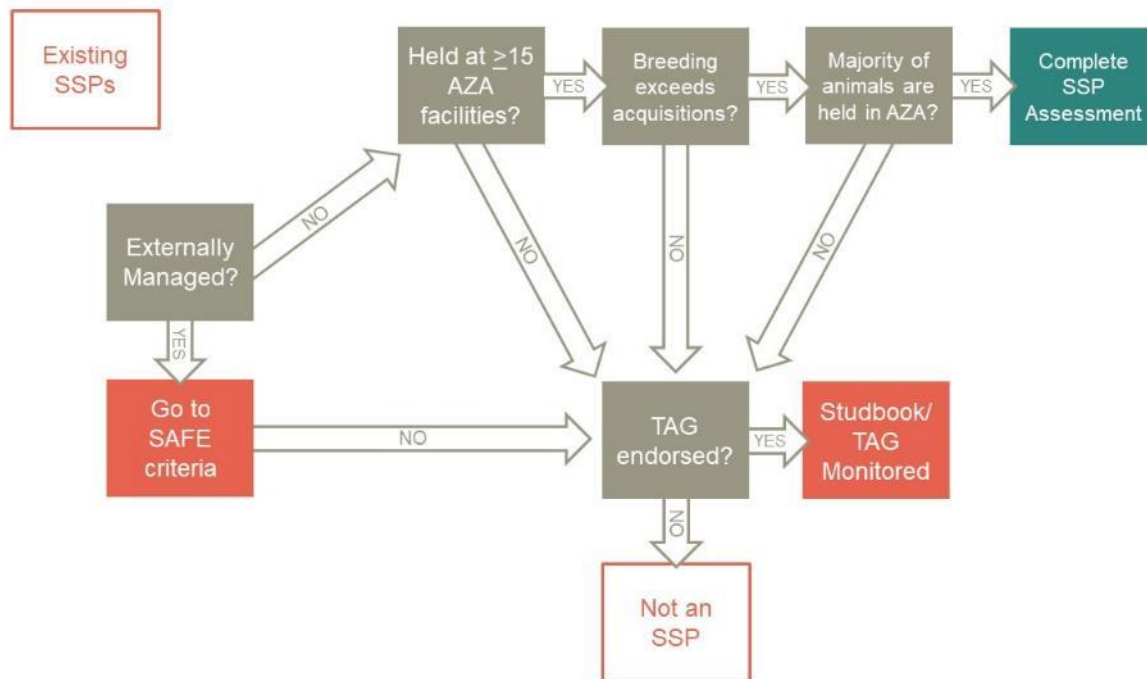 Existing
SSPs
Held at ≥15
AZA
facilities?
YES
Breeding
exceeds
acquisitions?
YES
Majority of
animals are
held in AZA?
YES
Complete
SSP
Assessment
NO
Externally
Managed?
YES
NO
NO
NO
Go to
SAFE
criteria
NO
TAG
endorsed?
YES
Studbook/
TAG
Monitored
NO
Not an
SSP